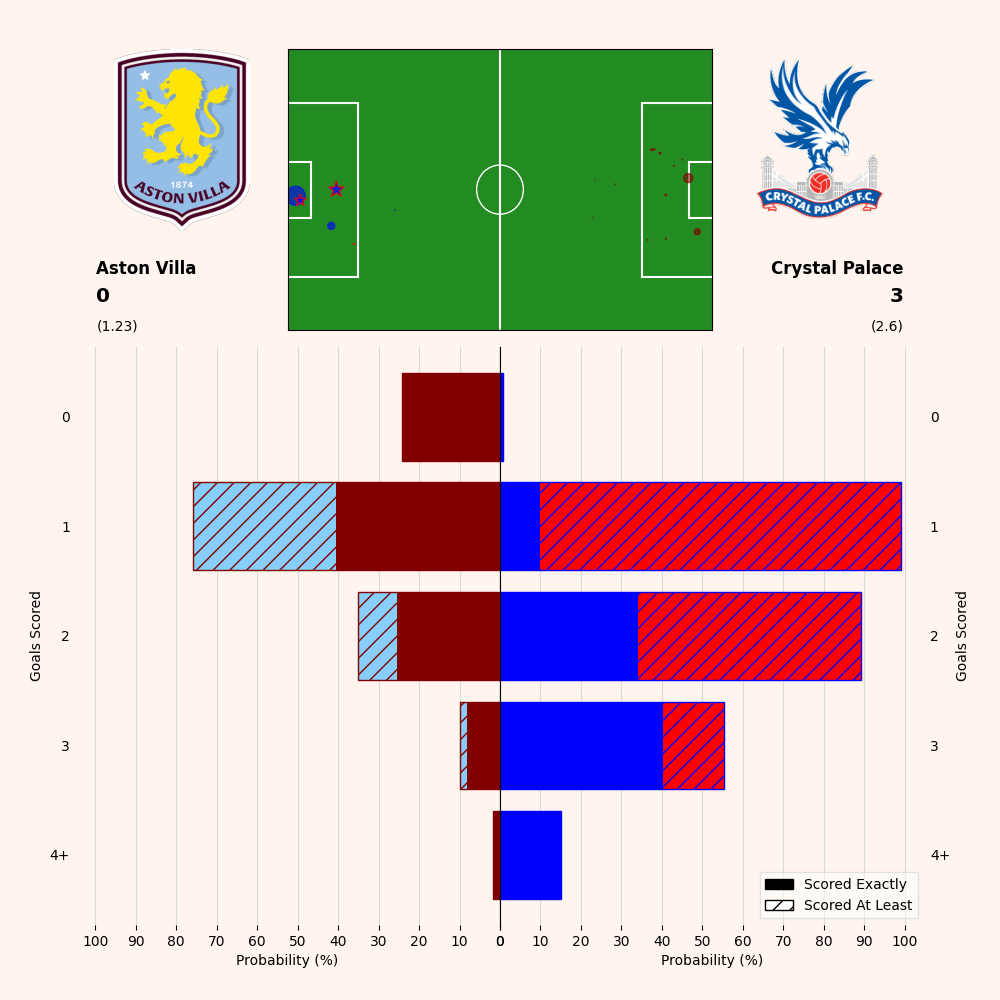 1874
ASTON VILLA
CRYSTAL PALACE F.C.
Aston Villa
0
(1.23)
Crystal Palace
3
(2.6)
Goals Scored
0
1
2
3
4+
0
1
2
3
4+
Goals Scored
Scored Exactly
Scored At Least
100 90 80 70 60 50 40 30 20 10 0 0 10 20 30 40 50 60 70 80 90 100
Probability (%)
Probability (%)